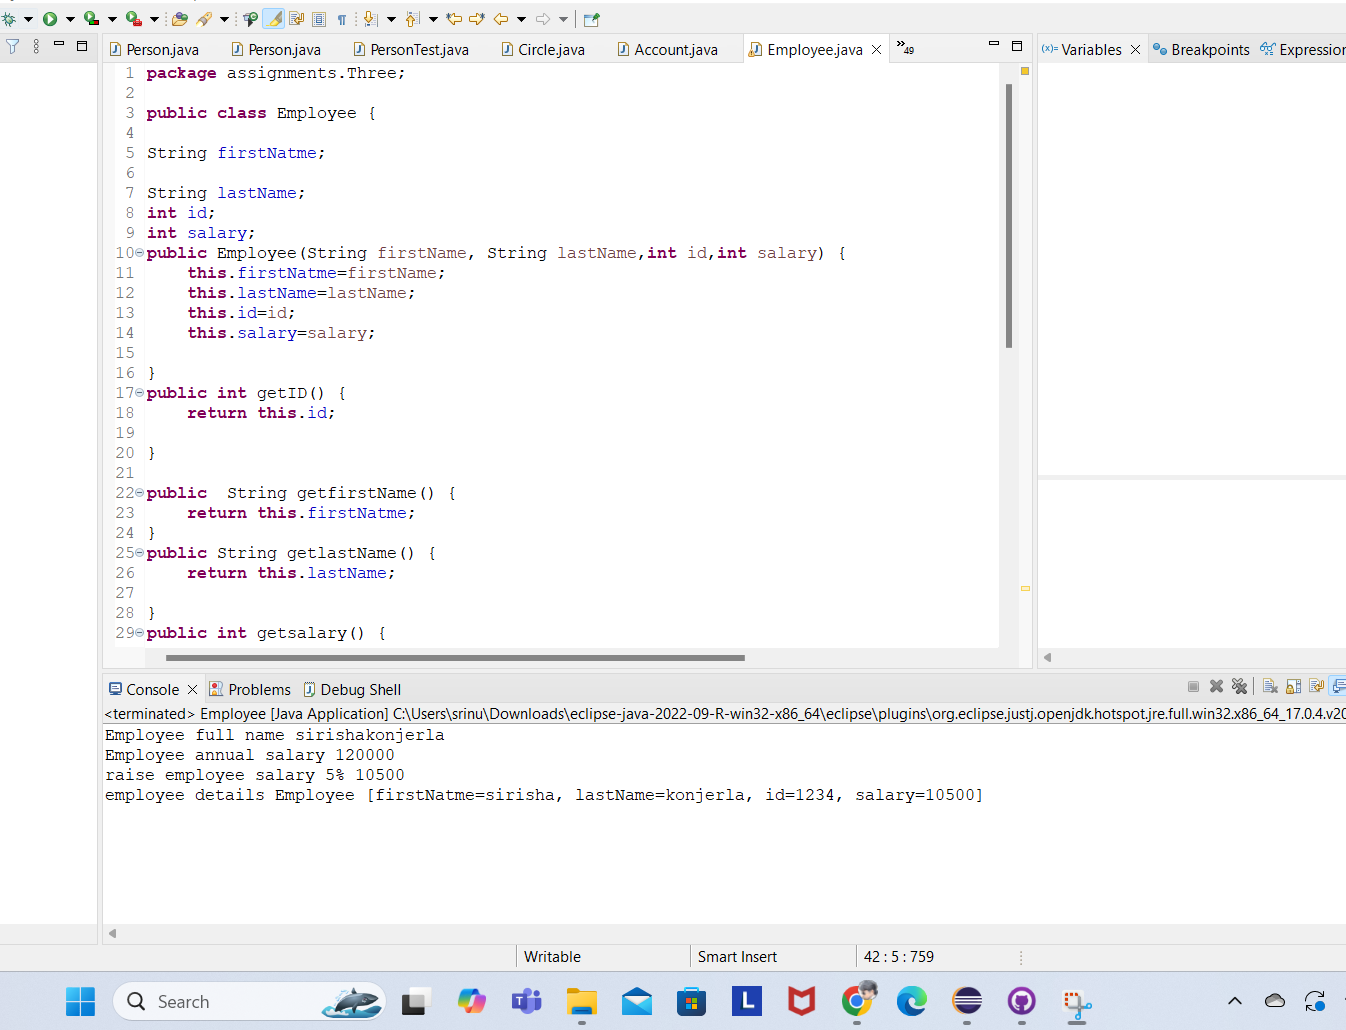 Person.java Person.java PersonTest.java Circle.java Account.java Employee.java »49
(x)= Variables Breakpoints Expression
1 package assignments.Three;
2
3 public class Employee {
4
5 String firstNatme;
6
7 String lastName;
8 int id;
9 int salary;
10 public Employee(String firstName, String lastName,int id,int salary) {
11 this.firstNatme=firstName;
12 this.lastName=lastName;
13 this.id=id;
14 this.salary=salary;
15
16 }
17 public int getID() {
18 return this.id;
19
20 }
21
22 public  String getfirstName() {
23 return this.firstNatme;
24 }
25 public String getlastName() {
26 return this.lastName;
27
28 }
29 public int getsalary() {
Console Problems Debug Shell
<terminated> Employee [Java Application] C:\Users\srinu\Downloads\eclipse-java-2022-09-R-win32-x86_64\eclipse\plugins\org.eclipse.justj.openjdk.hotspot.jre.full.win32.x86_64_17.0.4.v20
Employee full name sirishakonjerla
Employee annual salary 120000
raise employee salary 5% 10500
employee details Employee [firstNatme=sirisha, lastName=konjerla, id=1234, salary=10500]
Writable Smart Insert 42 : 5 : 759
Search